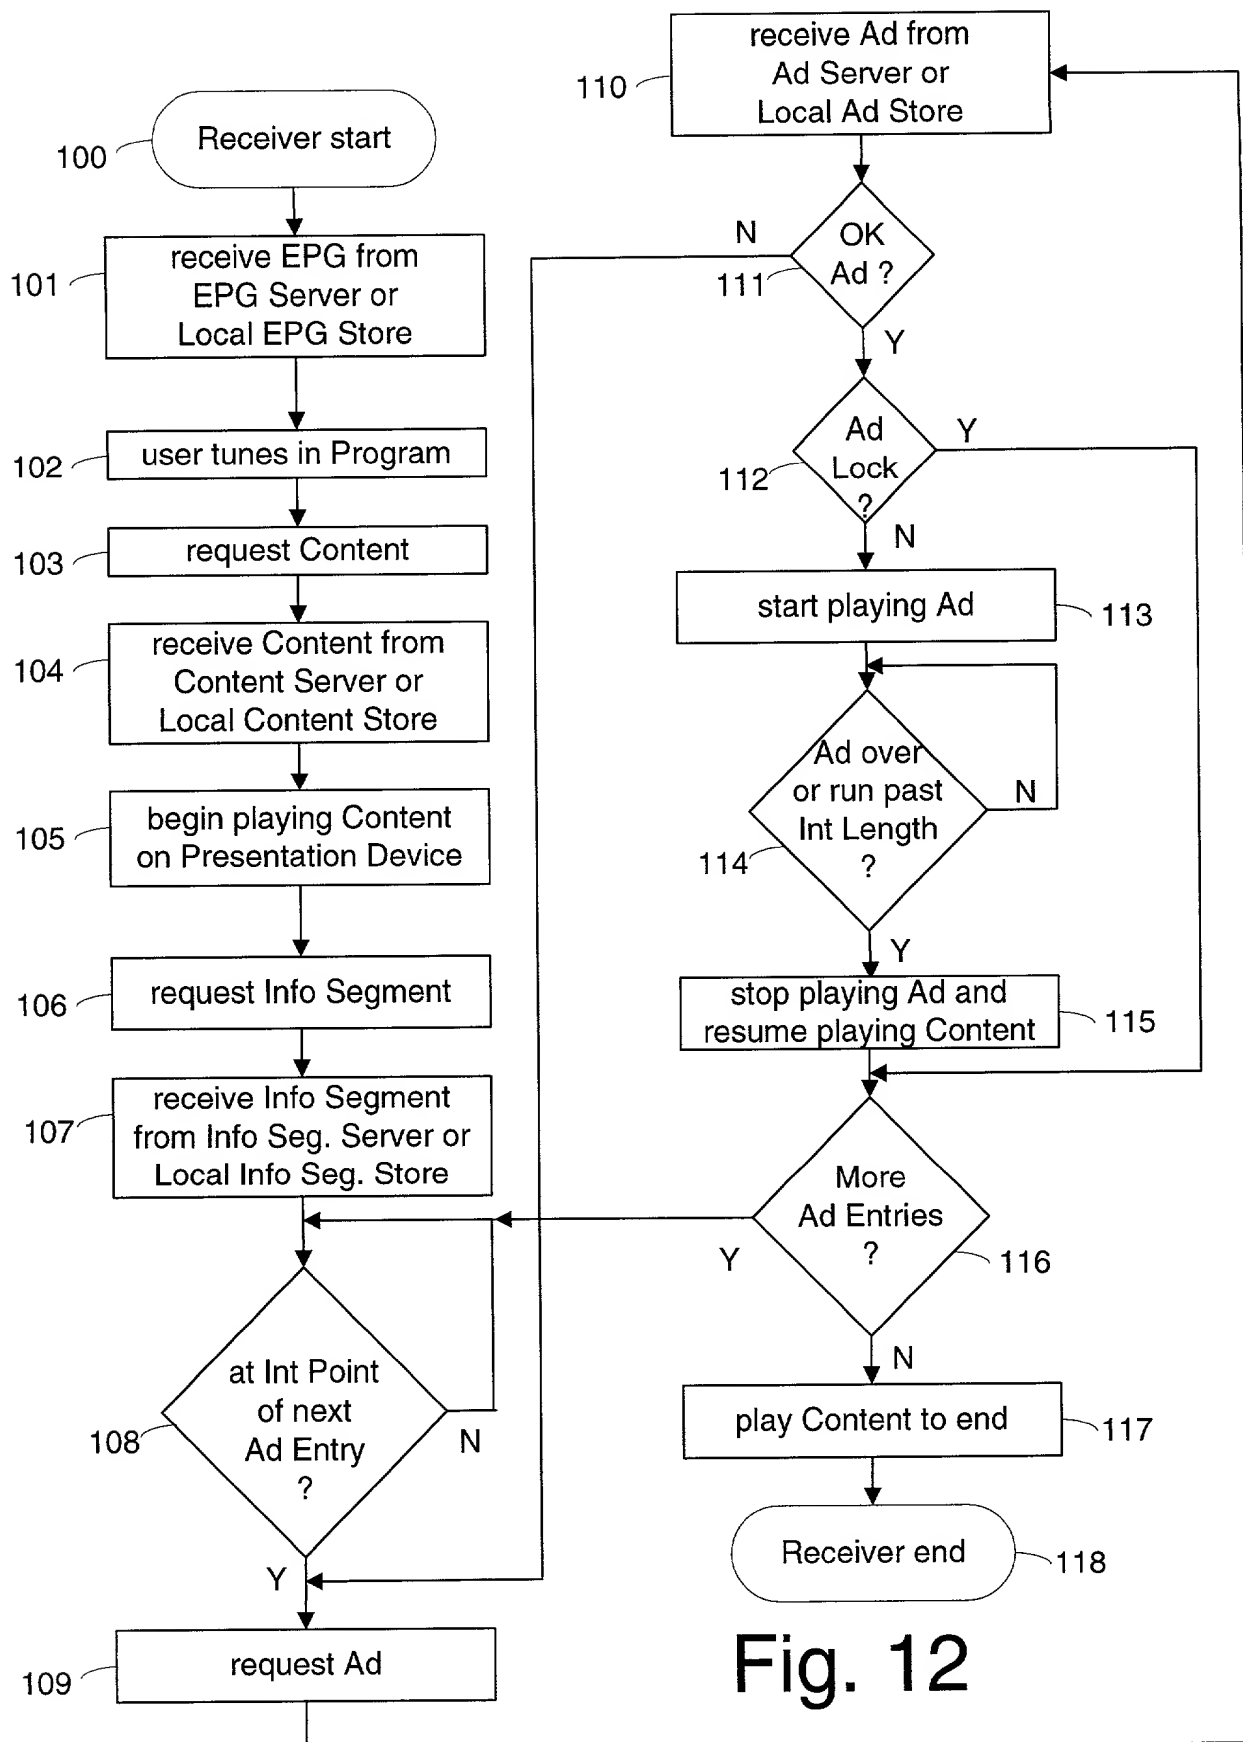 100
Receiver start
101
receive EPG from
EPG Server or
Local EPG Store
102
user tunes in Program
103
request Content
104
receive Content from
Content Server or
Local Content Store
105
begin playing Content
on Presentation Device
106
request Info Segment
107
receive Info Segment
from Info Seg. Server or
Local Info Seg. Store
108
at Int Point
of next
Ad Entry
?
N
Y
109
request Ad
110
receive Ad from
Ad Server or
Local Ad Store
111
OK
Ad ?
N
Y
112
Ad
Lock
?
Y
N
start playing Ad
113
114
Ad over
or run past
Int Length
?
N
Y
stop playing Ad and
resume playing Content
115
More
Ad Entries
?
116
Y
N
play Content to end
117
Receiver end
118
Fig. 12